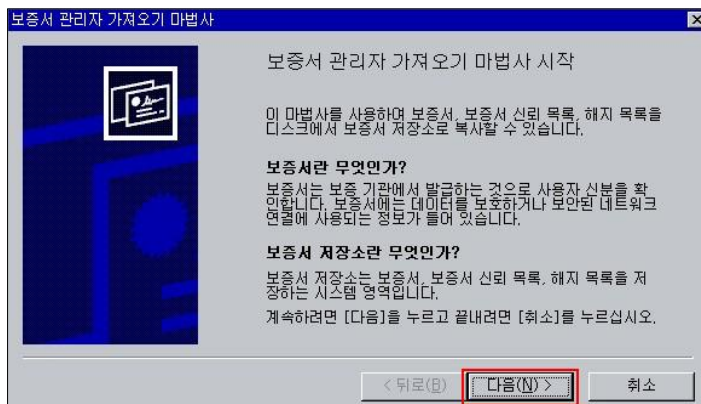 보증서 관리자 가져오기 마법사
보증서 관리자 가져오기 마법사 시작
이 마법사를 사용하여 보증서, 보증서 신뢰 목록, 해지 목록을
디스크에서 보증서 저장소로 복사할 수 있습니다.
보증서란 무엇인가?
보증서는 보증 기관에서 발급하는 것으로 사용자 신분을 확
인합니다. 보증서에는 데이터를 보호하거나 보안된 네트워크
연결에 사용되는 정보가 들어 있습니다.
보증서 저장소란 무엇인가?
보증서 저장소는 보증서, 보증서 신뢰 목록, 해지 목록을 저
장하는 시스템 영역입니다.
계속하려면 [다음]을 누르고 끝내려면 [취소]를 누르십시오.
< 뒤로(B) 다음(N) > 취소